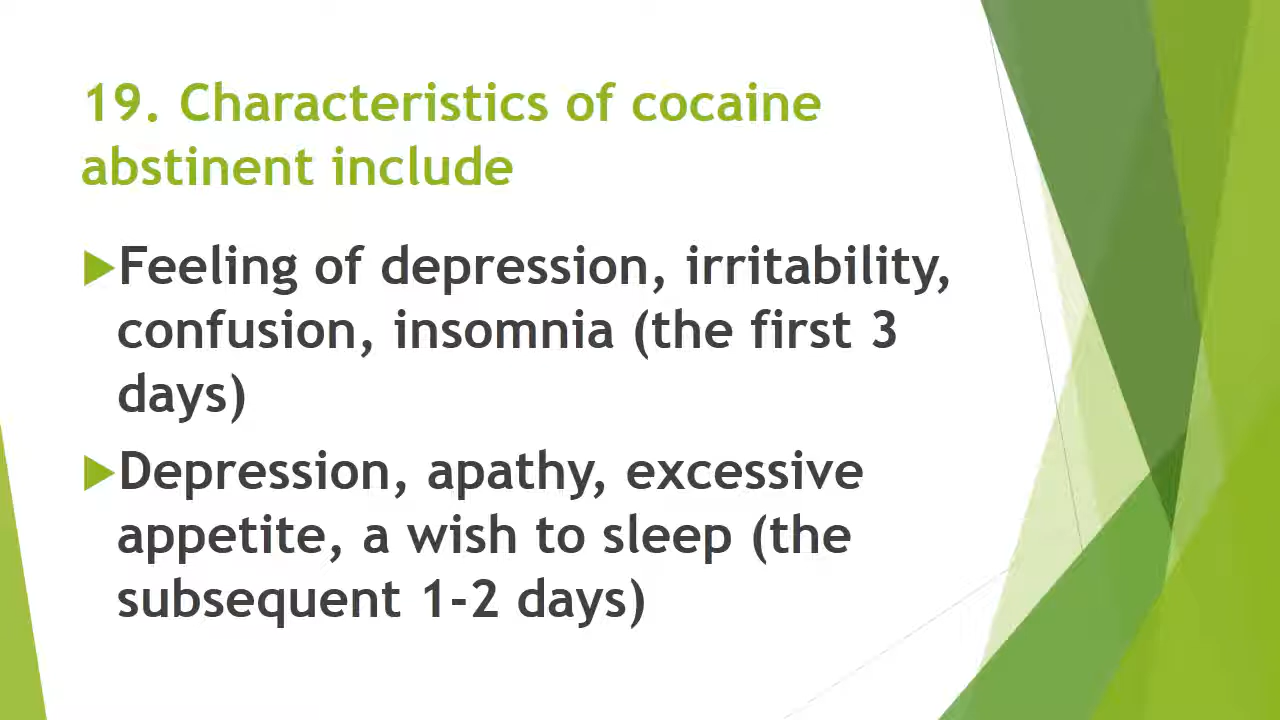 19. Characteristics of cocaine
abstinent include
Feeling of depression, irritability,
confusion, insomnia (the first 3
days)
Depression, apathy, excessive
appetite, a wish to sleep (the
subsequent 1-2 days)